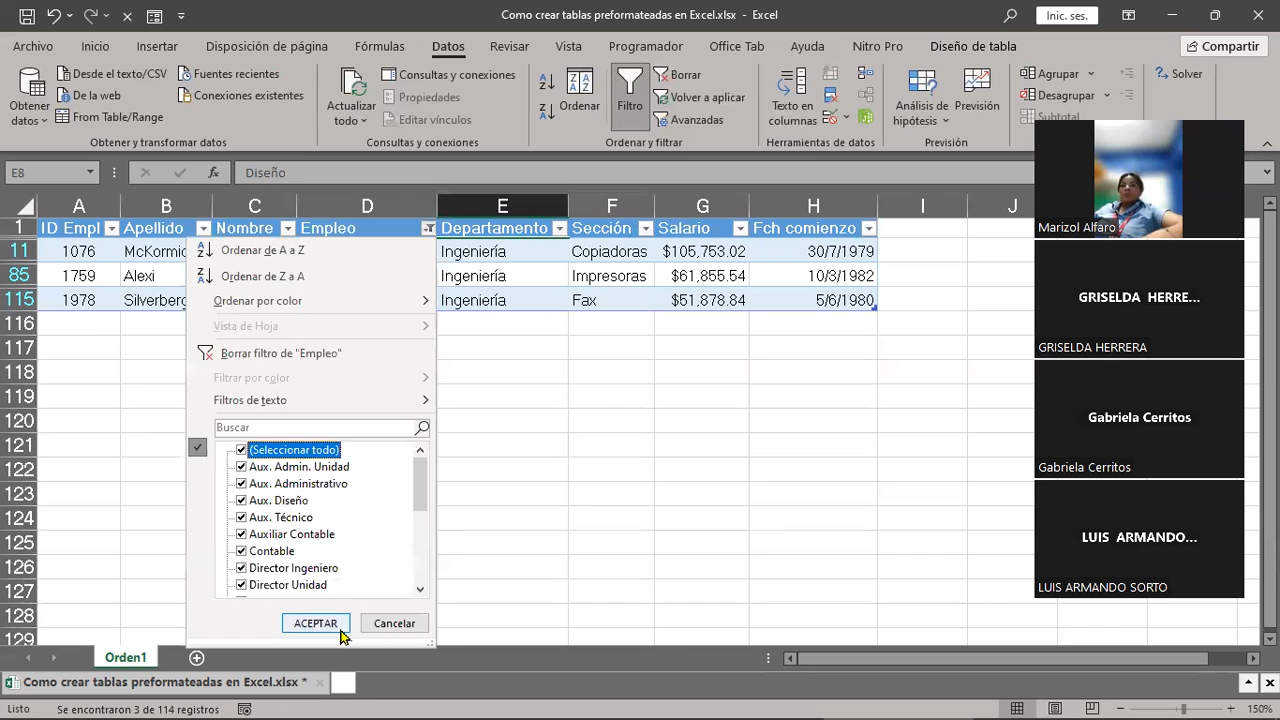 Como crear tablas preformateadas en Excel.xlsx - Excel
Inic. ses.
Archivo Inicio Insertar Disposición de página Fórmulas Datos Revisar Vista Programador Office Tab Ayuda Nitro Pro Diseño de tabla Compartir
Obtener datos
Desde el texto/CSV
De la web
From Table/Range
Fuentes recientes
Conexiones existentes
Obtener y transformar datos
Actualizar todo
Consultas y conexiones
Propiedades
Editar vínculos
Consultas y conexiones
Ordenar
Filtro
Borrar
Volver a aplicar
Avanzadas
Ordenar y filtrar
Texto en columnas
Herramientas de datos
Análisis de hipótesis
Previsión
Previsión
Agrupar
Desagrupar
Subtotal
Solver
E8 fx Diseño
A B C D E F G H I J
1 ID Empl Apellido Nombre Empleo Departamento Sección Salario Fch comienzo
11 1076 McKormic Ingeniería Copiadoras $105,753.02 30/7/1979
85 1759 Alexi Ingeniería Impresoras $61,855.54 10/3/1982
115 1978 Silverberg Ingeniería Fax $51,878.84 5/6/1980
116
117
118
119
120
121
122
123
124
125
126
127
128
129
Ordenar de A a Z
Ordenar de Z a A
Ordenar por color
Vista de Hoja
Borrar filtro de "Empleo"
Filtrar por color
Filtros de texto
Buscar
(Seleccionar todo)
Aux. Admin. Unidad
Aux. Administrativo
Aux. Diseño
Aux. Técnico
Auxiliar Contable
Contable
Director Ingeniero
Director Unidad
ACEPTAR Cancelar
Marizol Alfaro
GRISELDA HERRE...
GRISELDA HERRERA
Gabriela Cerritos
Gabriela Cerritos
LUIS ARMANDO...
LUIS ARMANDO SORTO
Orden1
Como crear tablas preformateadas en Excel.xlsx *
Listo Se encontraron 3 de 114 registros 150%